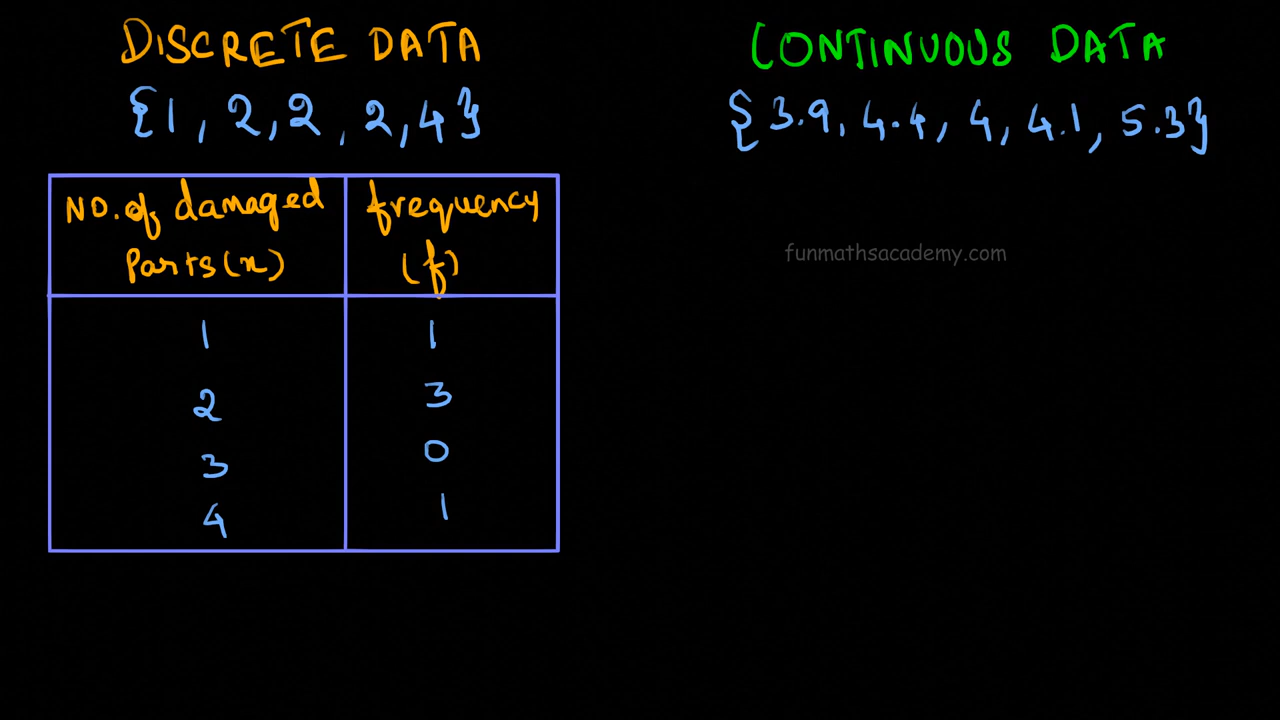 DISCRETE DATA
{1, 2, 2, 2, 4}
NO. of damaged
Parts (x)
frequency
(f)
1 1
2 3
3 0
4 1
CONTINUOUS DATA
{3.9, 4.4, 4, 4.1, 5.3}
funmathsacademy.com